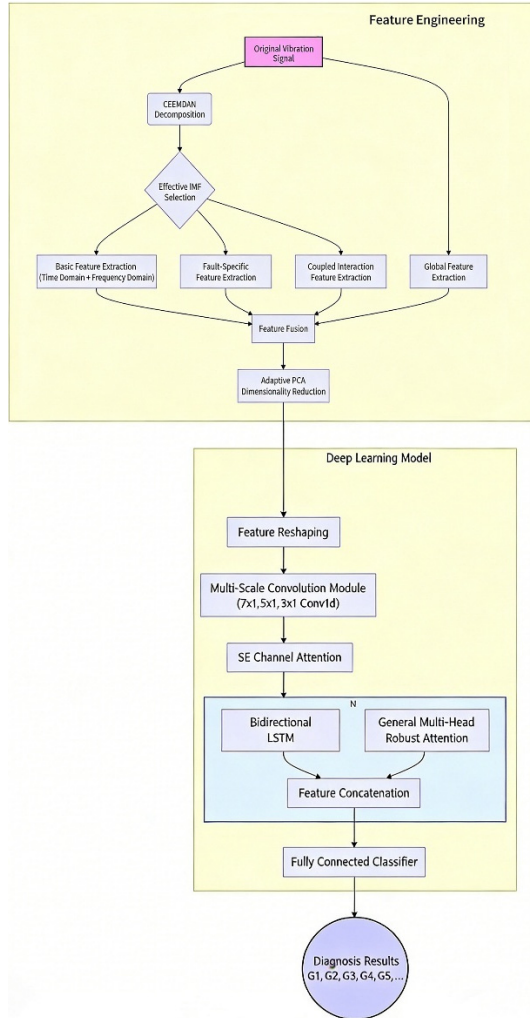 Feature Engineering
Original Vibration
Signal
CEEMDAN
Decomposition
Effective IMF
Selection
Basic Feature Extraction
(Time Domain + Frequency Domain)
Fault-Specific
Feature Extraction
Coupled Interaction
Feature Extraction
Global Feature
Extraction
Feature Fusion
Adaptive PCA
Dimensionality Reduction
Deep Learning Model
Feature Reshaping
Multi-Scale Convolution Module
(7x1,5x1,3x1 Conv1d)
SE Channel Attention
N
Bidirectional
LSTM
General Multi-Head
Robust Attention
Feature Concatenation
Fully Connected Classifier
Diagnosis Results
G1, G2, G3, G4, G5, ...